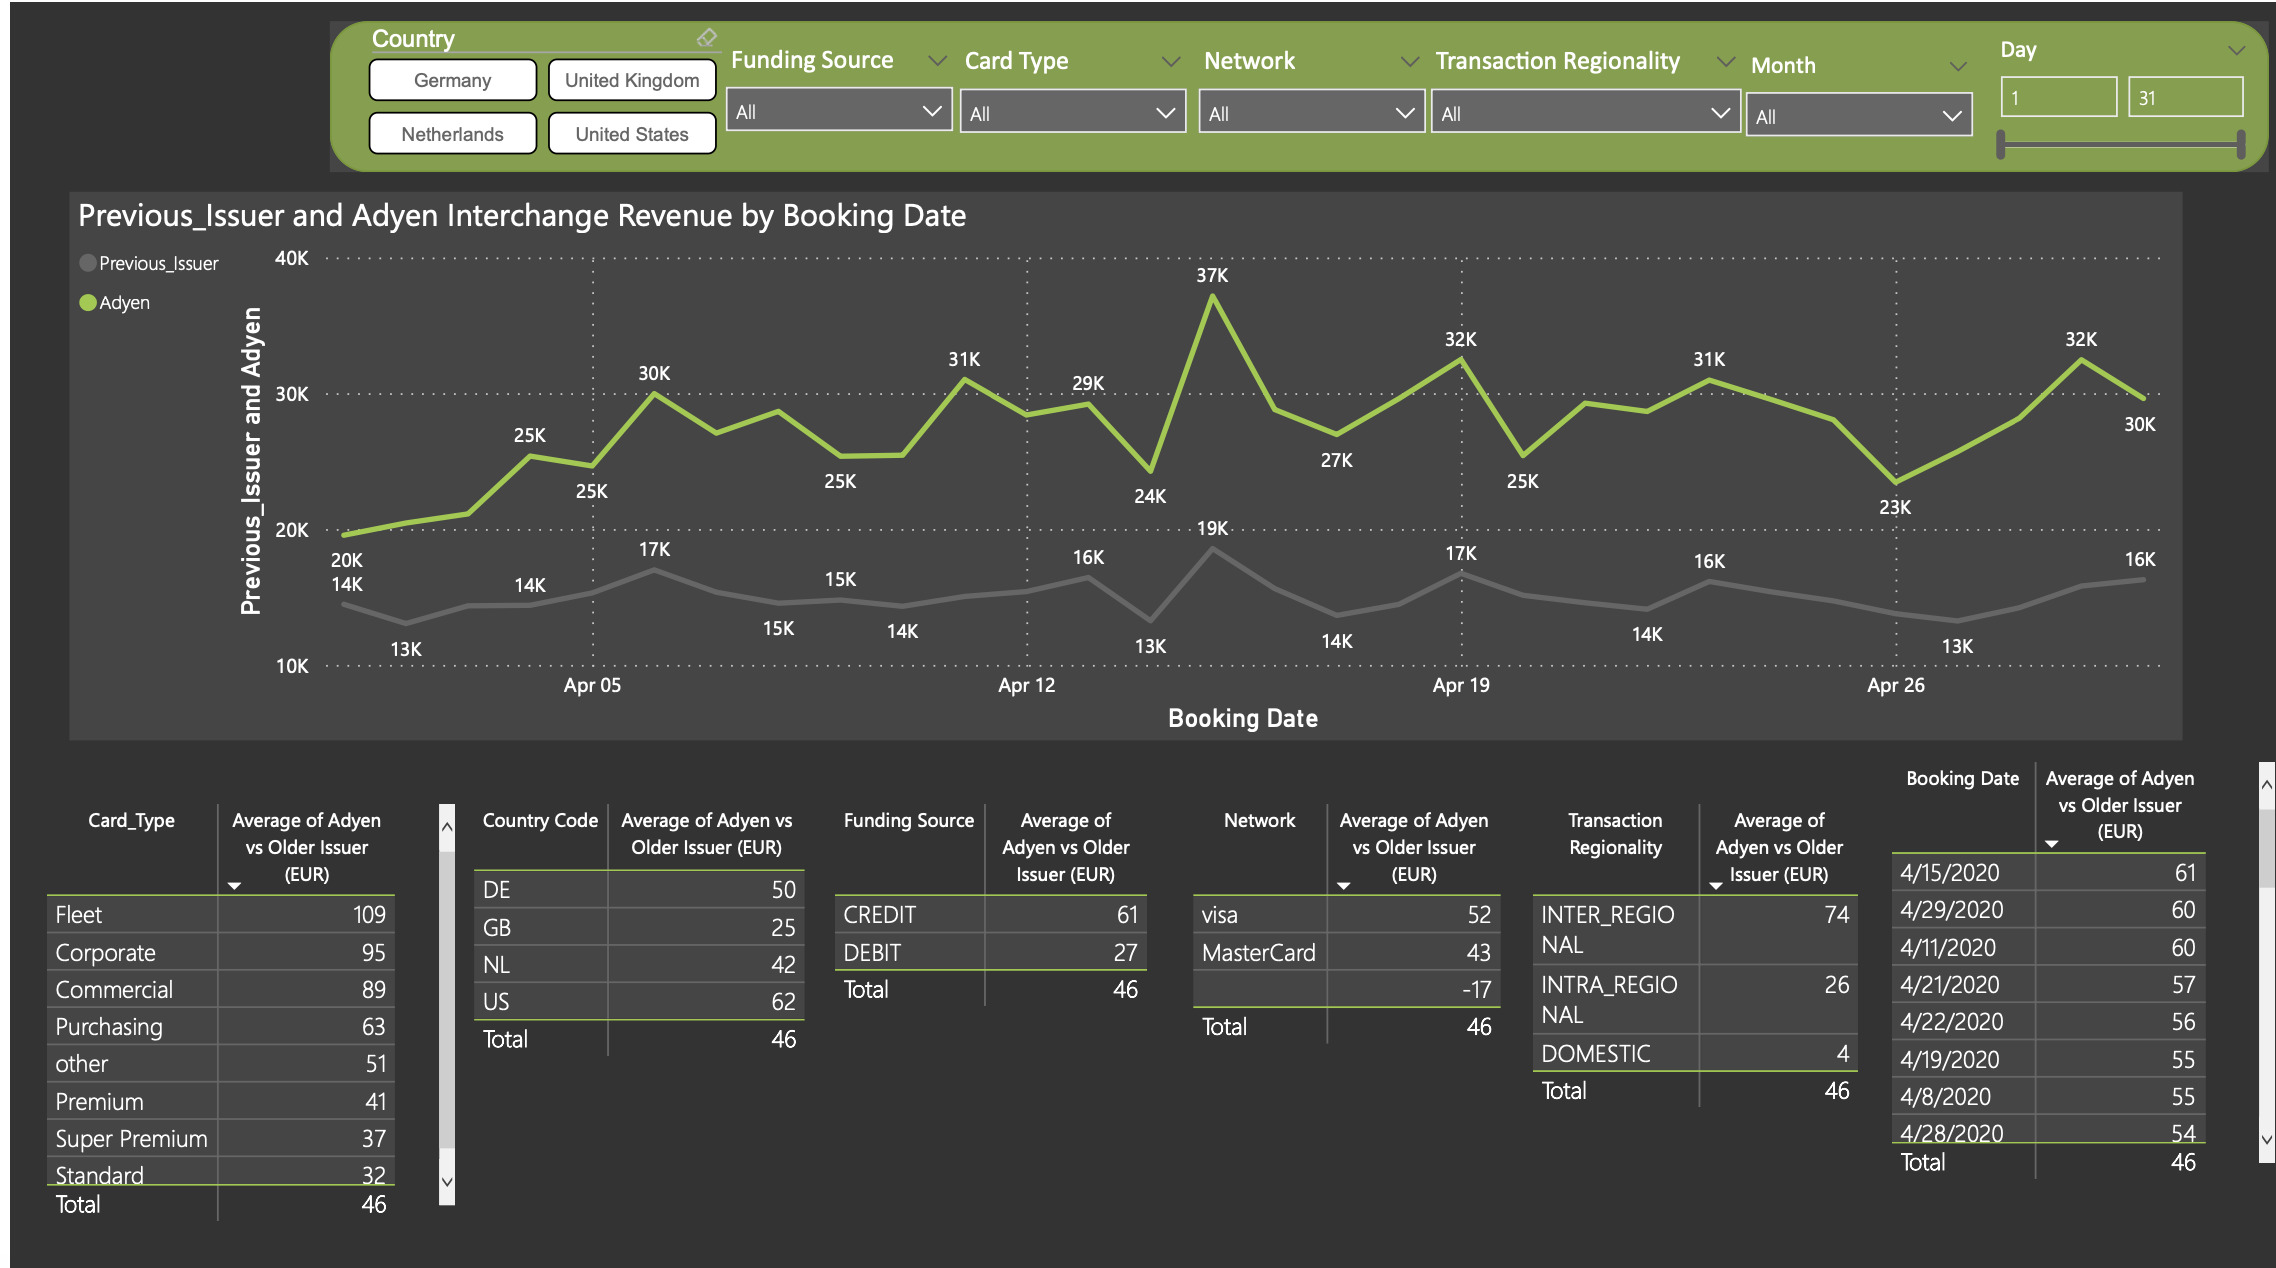 Country
Germany
United Kingdom
Netherlands
United States
Funding Source
All
Card Type
All
Network
All
Transaction Regionality
All
Month
All
Day
1
31
Previous_Issuer and Adyen Interchange Revenue by Booking Date
Previous_Issuer
Adyen
Previous_Issuer and Adyen
40K
30K
20K
10K
20K
25K
25K
30K
25K
31K
29K
24K
37K
27K
32K
25K
31K
23K
32K
30K
14K
13K
14K
17K
15K
15K
14K
16K
13K
19K
14K
17K
14K
16K
13K
16K
Apr 05
Apr 12
Apr 19
Apr 26
Booking Date
Card_Type
Average of Adyen
vs Older Issuer
(EUR)
Fleet 109
Corporate 95
Commercial 89
Purchasing 63
other 51
Premium 41
Super Premium 37
Standard 32
Total 46
Country Code
Average of Adyen vs
Older Issuer (EUR)
DE 50
GB 25
NL 42
US 62
Total 46
Funding Source
Average of
Adyen vs Older
Issuer (EUR)
CREDIT 61
DEBIT 27
Total 46
Network
Average of Adyen
vs Older Issuer
(EUR)
visa 52
MasterCard 43
-17
Total 46
Transaction
Regionality
Average of
Adyen vs Older
Issuer (EUR)
INTER_REGIO 74
NAL
INTRA_REGIO 26
NAL
DOMESTIC 4
Total 46
Booking Date
Average of Adyen
vs Older Issuer
(EUR)
4/15/2020 61
4/29/2020 60
4/11/2020 60
4/21/2020 57
4/22/2020 56
4/19/2020 55
4/8/2020 55
4/28/2020 54
Total 46